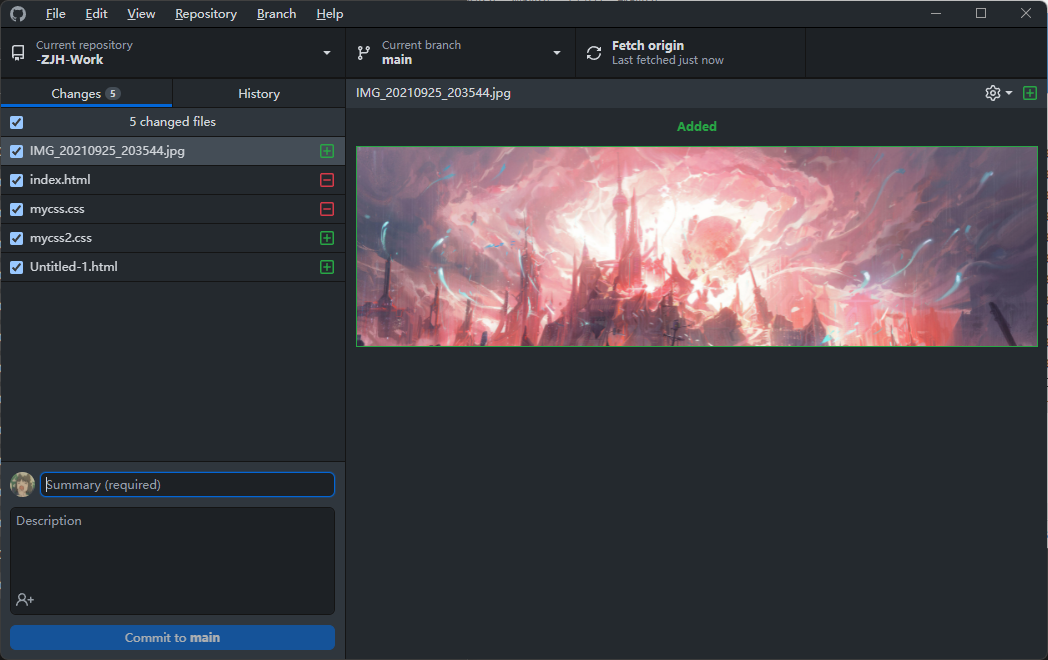 File Edit View Repository Branch Help
Current repository
-ZJH-Work
Current branch
main
Fetch origin
Last fetched just now
Changes 5
History
IMG_20210925_203544.jpg
5 changed files
Added
IMG_20210925_203544.jpg
index.html
mycss.css
mycss2.css
Untitled-1.html
Summary (required)
Description
Commit to main